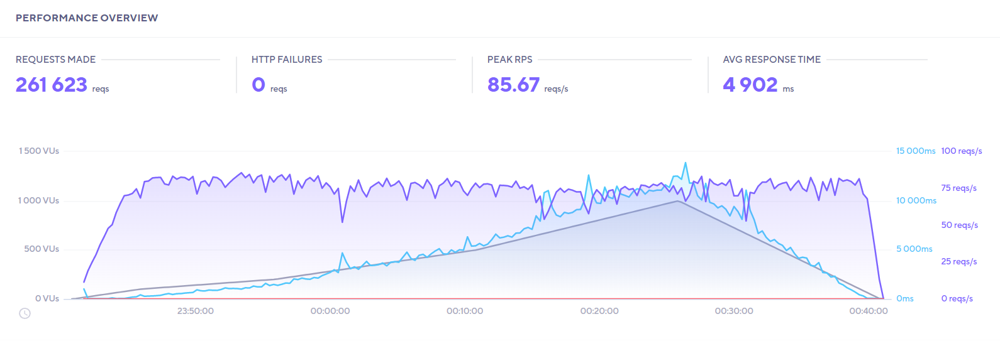 PERFORMANCE OVERVIEW
REQUESTS MADE
261 623 reqs
HTTP FAILURES
0 reqs
PEAK RPS
85.67 reqs/s
AVG RESPONSE TIME
4 902 ms
1 500 VUs
1 000 VUs
500 VUs
0 VUs
15 000ms
10 000ms
5 000ms
0ms
100 reqs/s
75 reqs/s
50 reqs/s
25 reqs/s
0 reqs/s
23:50:00
00:00:00
00:10:00
00:20:00
00:30:00
00:40:00